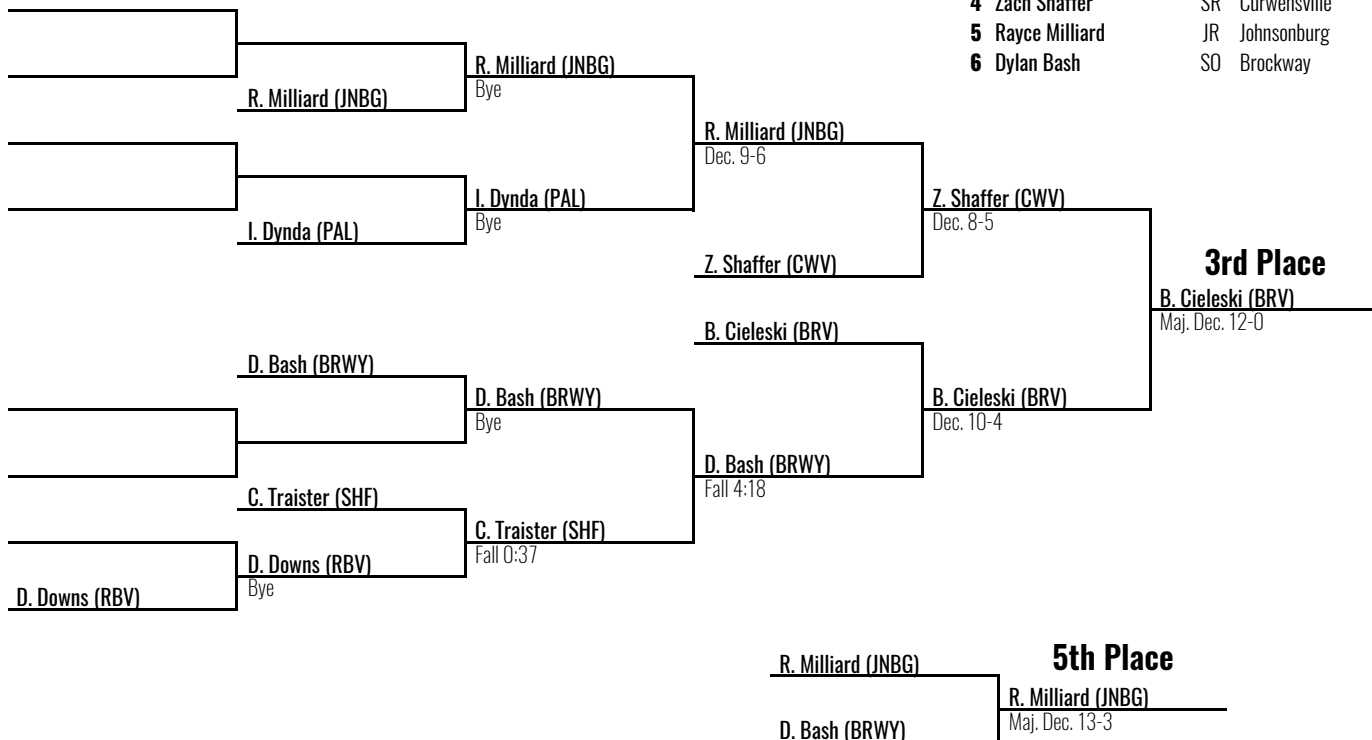 4 Zach Shaffer SR Curwensville
5 Rayce Milliard JR Johnsonburg
6 Dylan Bash SO Brockway
R. Milliard (JNBG)
Bye
R. Milliard (JNBG)
R. Milliard (JNBG)
Dec. 9-6
I. Dynda (PAL)
Bye
I. Dynda (PAL)
Z. Shaffer (CWV)
Dec. 8-5
Z. Shaffer (CWV)
3rd Place
B. Cieleski (BRV)
Maj. Dec. 12-0
B. Cieleski (BRV)
D. Bash (BRWY)
D. Bash (BRWY)
Bye
B. Cieleski (BRV)
Dec. 10-4
D. Bash (BRWY)
Fall 4:18
C. Traister (SHF)
C. Traister (SHF)
Fall 0:37
D. Downs (RBV)
Bye
D. Downs (RBV)
5th Place
R. Milliard (JNBG)
R. Milliard (JNBG)
Maj. Dec. 13-3
D. Bash (BRWY)